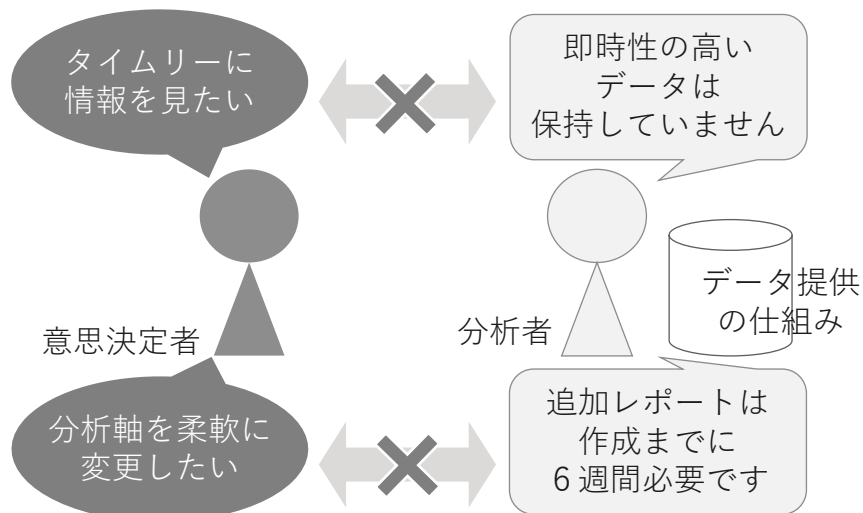 タイムリーに
情報を見たい
即時性の高い
データは
保持していません
意思決定者
分析者
データ提供
の仕組み
分析軸を柔軟に
変更したい
追加レポートは
作成までに
6週間必要です